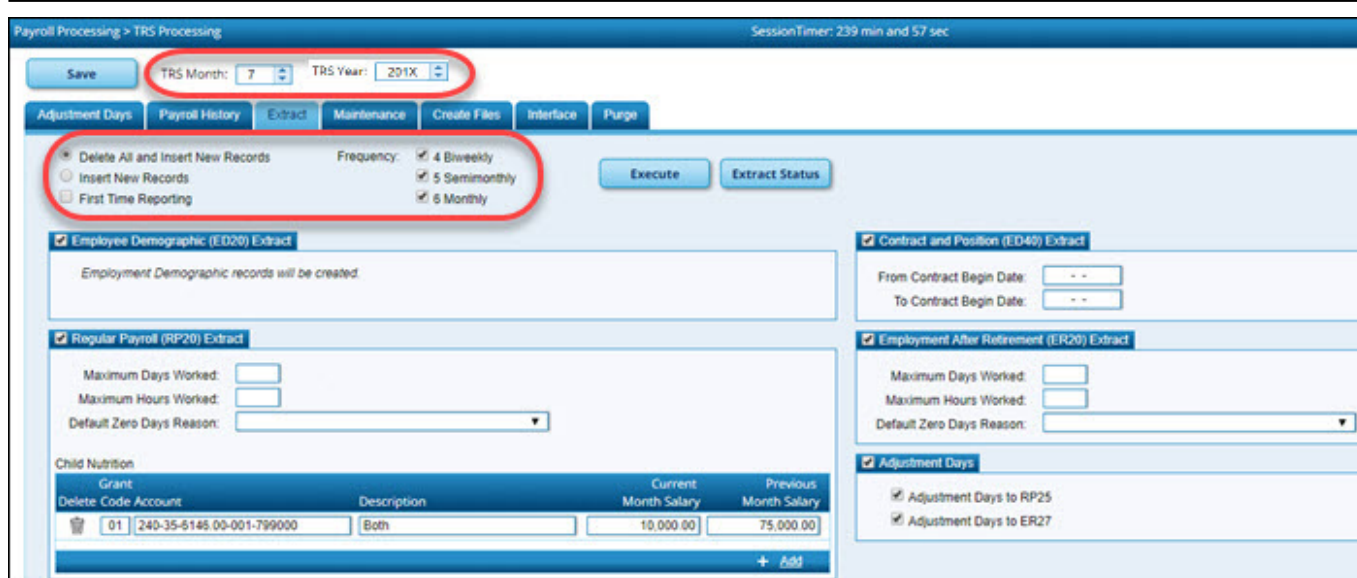 Payroll Processing > TRS Processing SessionTimer: 239 min and 57 sec
Save TRS Month: 7 TRS Year: 201X
Adjustment Days Payroll History Extract Maintenance Create Files Interface Purge
Delete All and Insert New Records Frequency: 4 Biweekly
Insert New Records 5 Semimonthly Execute Extract Status
First Time Reporting 6 Monthly
Employee Demographic (ED20) Extract
Employment Demographic records will be created.
Contract and Position (ED40) Extract
From Contract Begin Date: - -
To Contract Begin Date: - -
Regular Payroll (RP20) Extract
Maximum Days Worked:
Maximum Hours Worked:
Default Zero Days Reason:
Employment After Retirement (ER20) Extract
Maximum Days Worked:
Maximum Hours Worked:
Default Zero Days Reason:
Child Nutrition
Delete Grant Code Account Description Current Month Salary Previous Month Salary
01 240-35-6146.00-001-799000 Both 10,000.00 75,000.00
+ Add
Adjustment Days
Adjustment Days to RP25
Adjustment Days to ER27